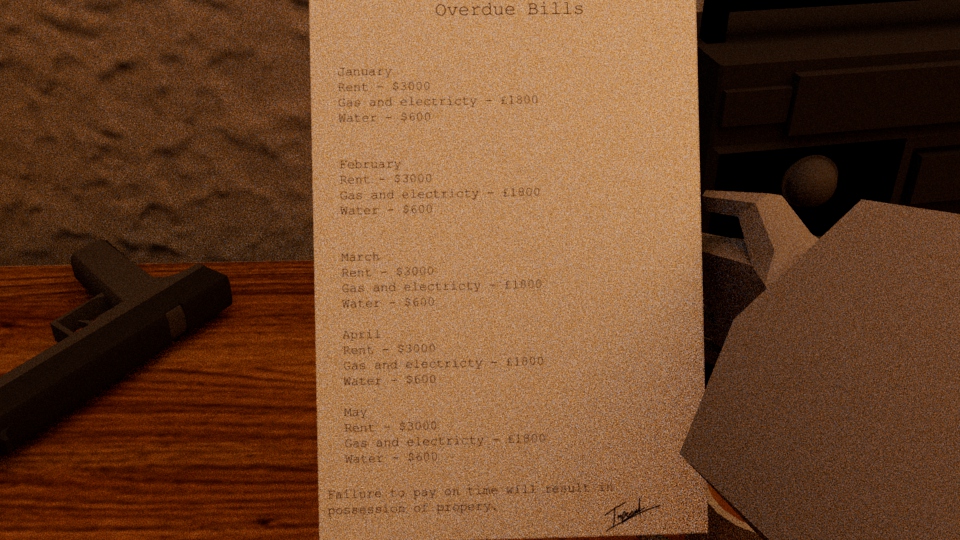 Overdue Bills
January
Rent - $3000
Gas and electricty - £1800
Water - $600
February
Rent - $3000
Gas and electricty - £1800
Water - $600
March
Rent - $3000
Gas and electricty - £1800
Water - $600
April
Rent - $3000
Gas and electricty - £1800
Water - $600
May
Rent - $3000
Gas and electricty - £1800
Water - $600
Failure to pay on time will result in
possession of propery.